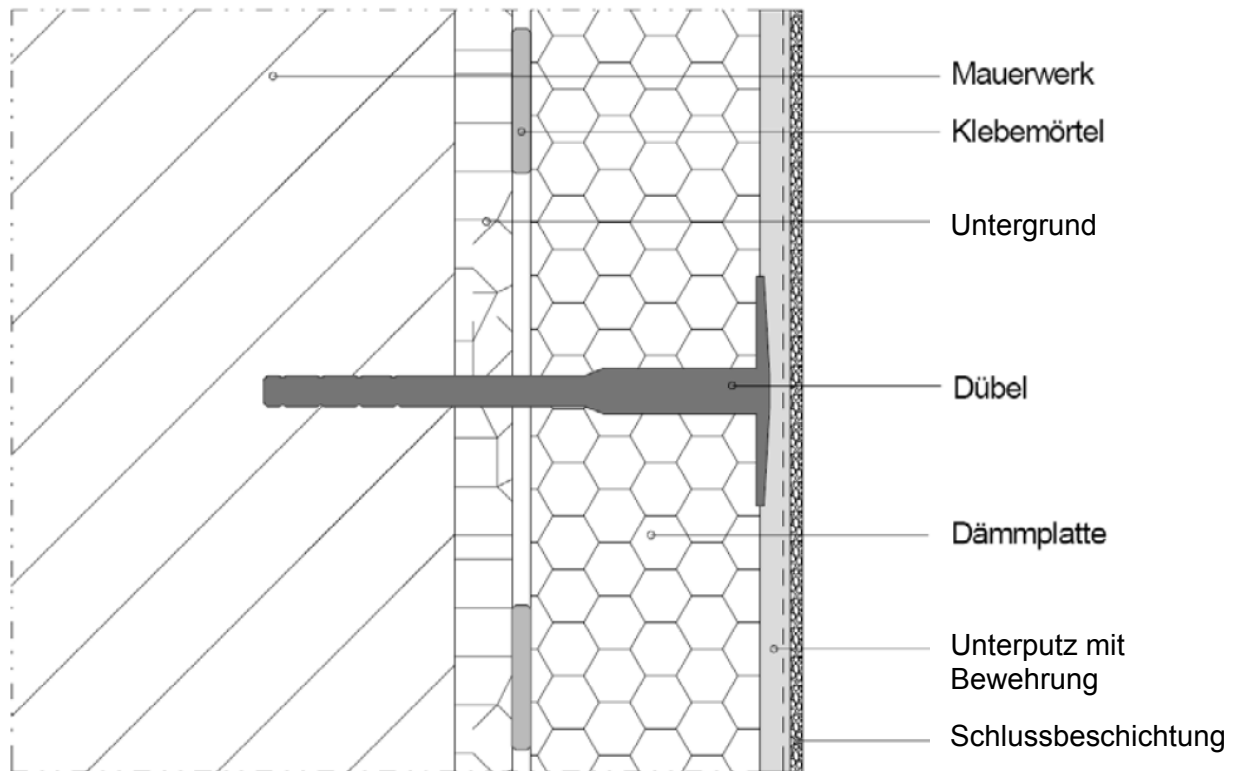 Mauerwerk
Klebemörtel
Untergrund
Dübel
Dämmplatte
Unterputz mit
Bewehrung
Schlussbeschichtung